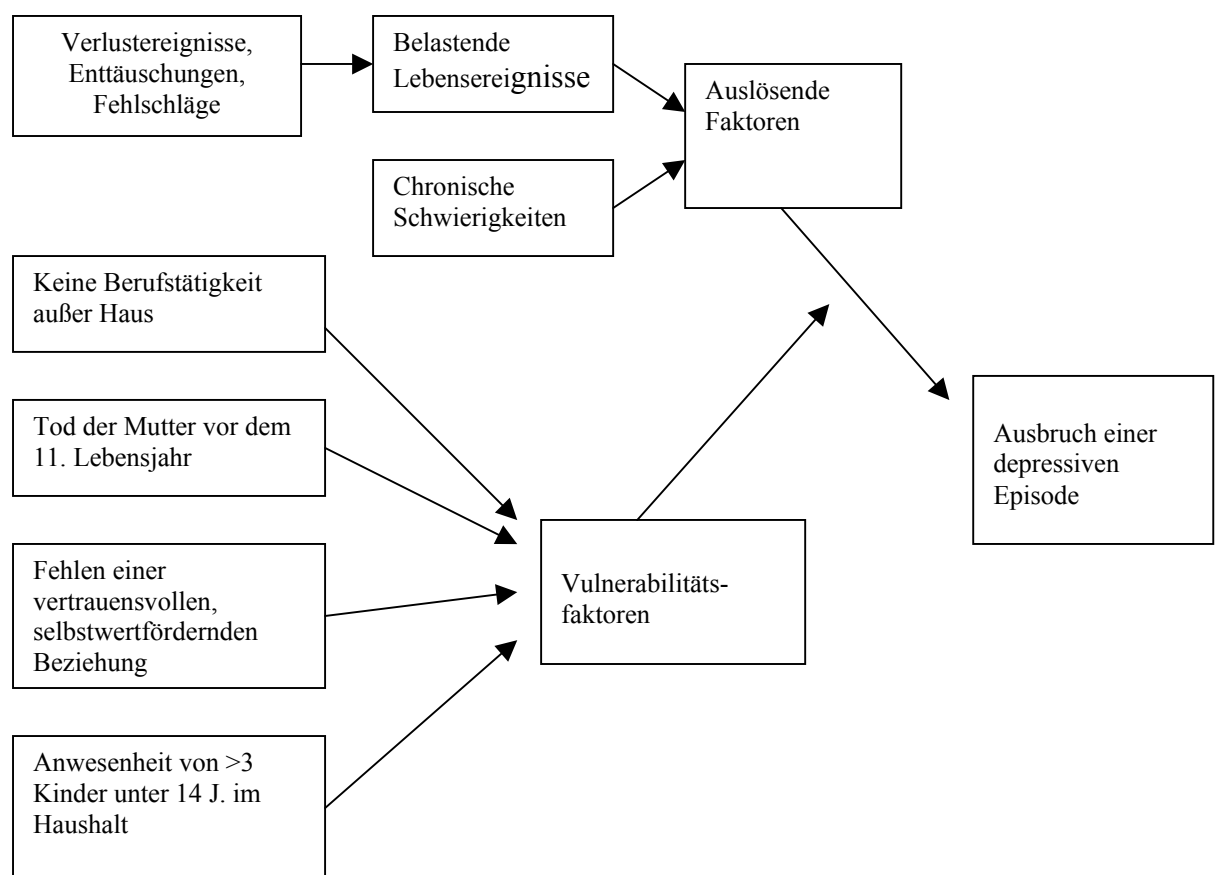 Verlustereignisse,
Enttäuschungen,
Fehlschläge
Belastende
Lebensereignisse
Auslösende
Faktoren
Chronische
Schwierigkeiten
Keine Berufstätigkeit
außer Haus
Tod der Mutter vor dem
11. Lebensjahr
Ausbruch einer
depressiven
Episode
Fehlen einer
vertrauensvollen,
selbstwertfördernden
Beziehung
Vulnerabilitäts-
faktoren
Anwesenheit von >3
Kinder unter 14 J. im
Haushalt